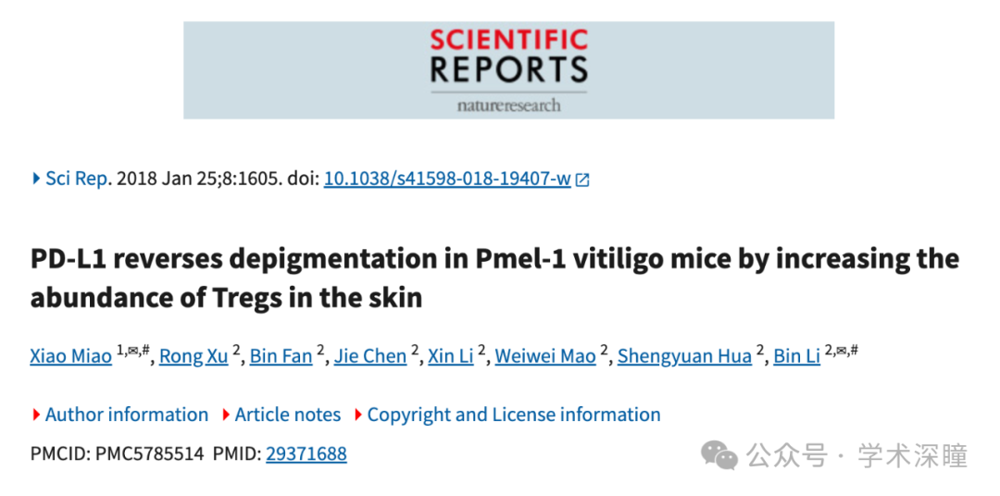 SCIENTIFIC
REPORTS
natureresearch
Sci Rep. 2018 Jan 25;8:1605. doi: 10.1038/s41598-018-19407-w
PD-L1 reverses depigmentation in Pmel-1 vitiligo mice by increasing the
abundance of Tregs in the skin
Xiao Miao 1,✉,#, Rong Xu 2, Bin Fan 2, Jie Chen 2, Xin Li 2, Weiwei Mao 2, Shengyuan Hua 2, Bin Li 2,✉,#
Author information Article notes Copyright and License information
PMCID: PMC5785514 PMID: 29371688
公众号 · 学术深瞳